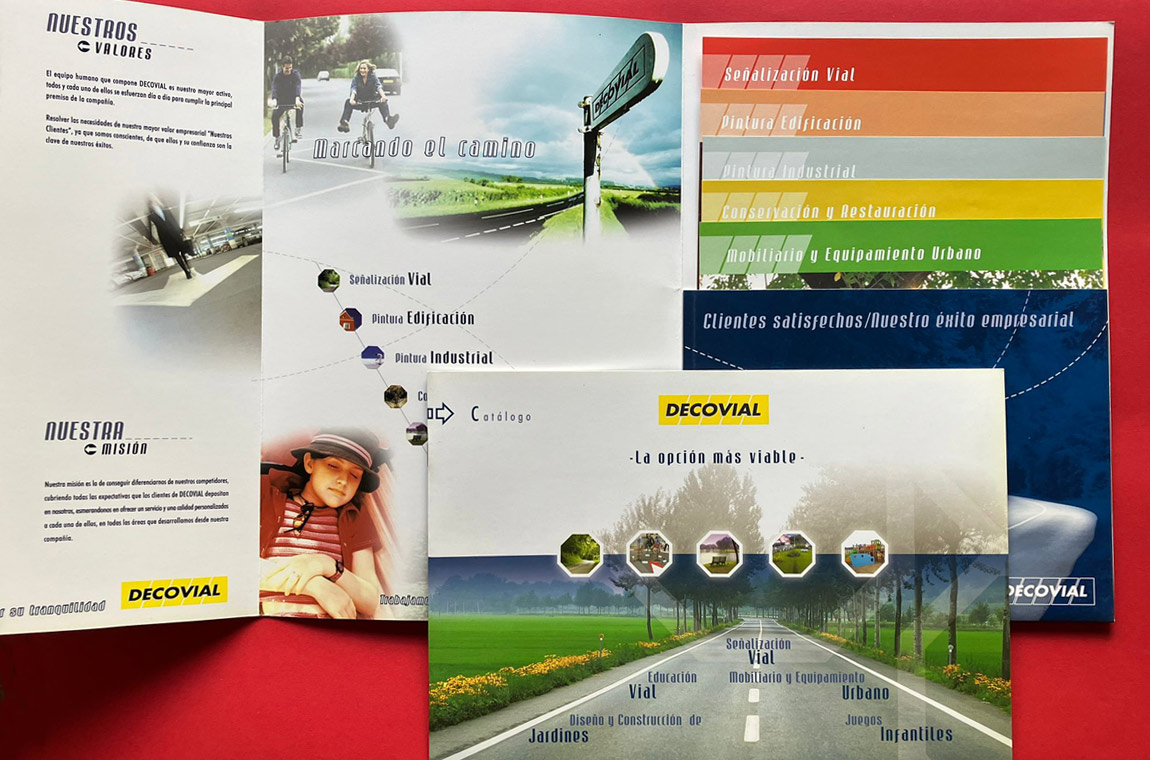 NUESTROS
VALORES
El equipo humano que compone DECOVIAL es nuestro mayor activo,
todos y cada uno de ellos se esfuerzan día a día para cumplir la principal
premisa de la compañía.
Resolver las necesidades de nuestra mayor valor empresarial "Nuestros
Clientes", ya que somos conscientes, de que ellos y su confianza son la
clave de nuestros éxitos.
NUESTRA
MISIÓN
Nuestra misión es la de conseguir diferenciarnos de nuestros competidores,
cubriendo todas las expectativas que los clientes de DECOVIAL depositan
en nosotros, esmerandonos en ofrecer un servicio y una calidad personalizados
a cada uno de ellos, en todas las áreas que desarrollamos desde nuestra
compañía.
su tranquilidad
DECOVIAL
DECOVIAL
Marcando el camino
Señalización Vial
Pintura Edificación
Pintura Industrial
Co
Trabajamo
Señalización Vial
Pintura Edificación
Pintura Industrial
Conservación y Restauración
Mobiliario y Equipamiento Urbano
Clientes satisfechos/Nuestro éxito empresarial
DECOVIAL
Catálogo
DECOVIAL
-La opción más viable-
Señalización
Vial
Educación
Vial
Mobiliario y Equipamiento
Urbano
Diseño y Construcción de
Jardines
Juegos
Infantiles